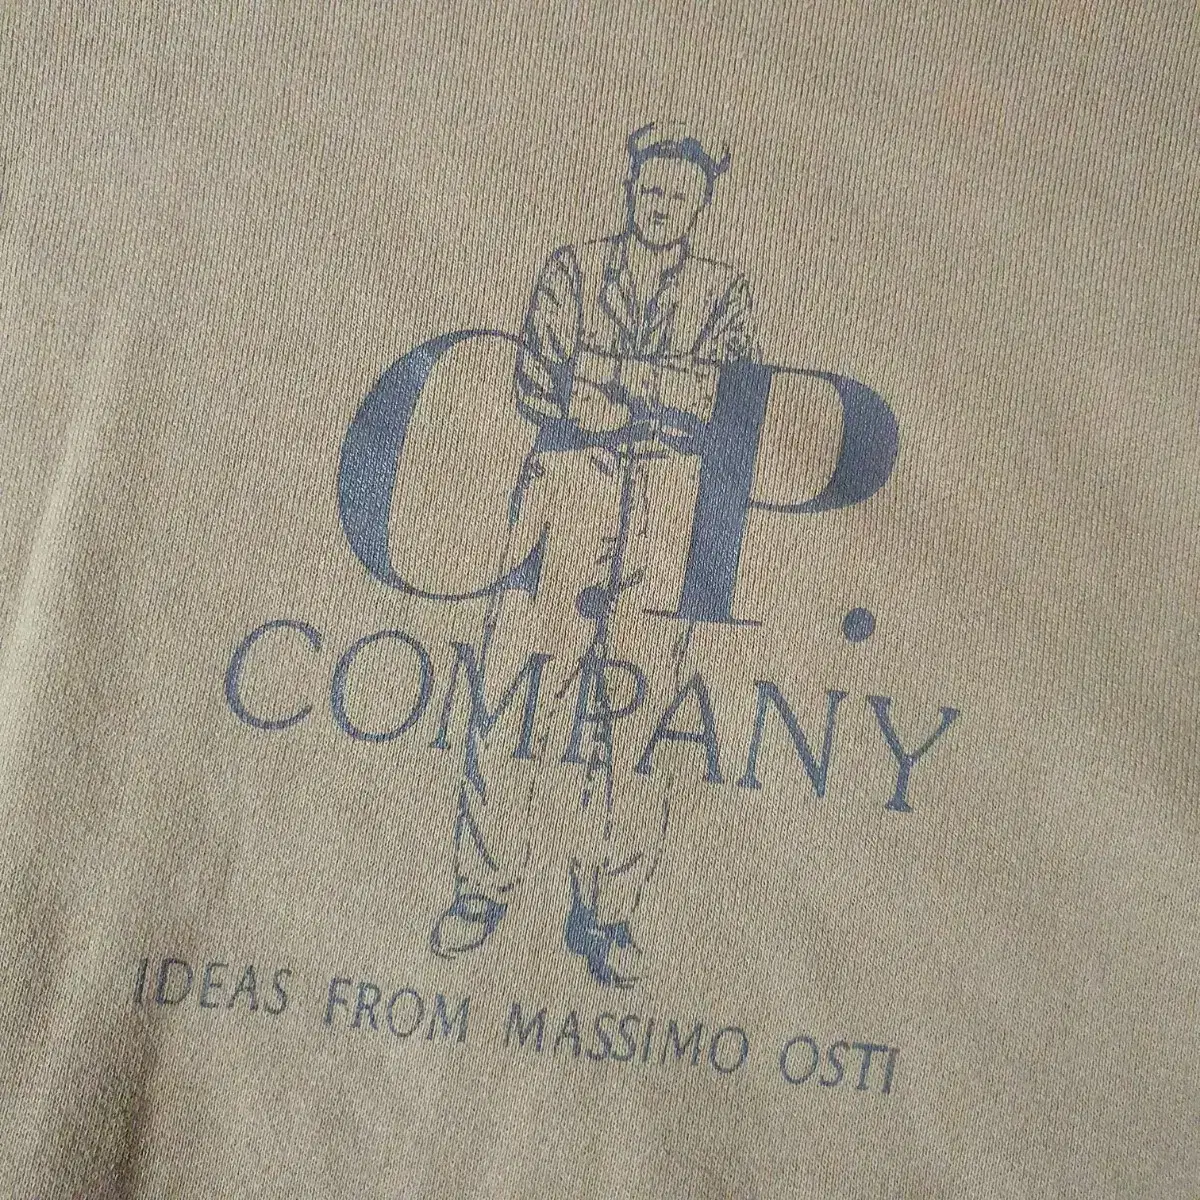 C.P.
COMPANY
IDEAS FROM MASSIMO OSTI